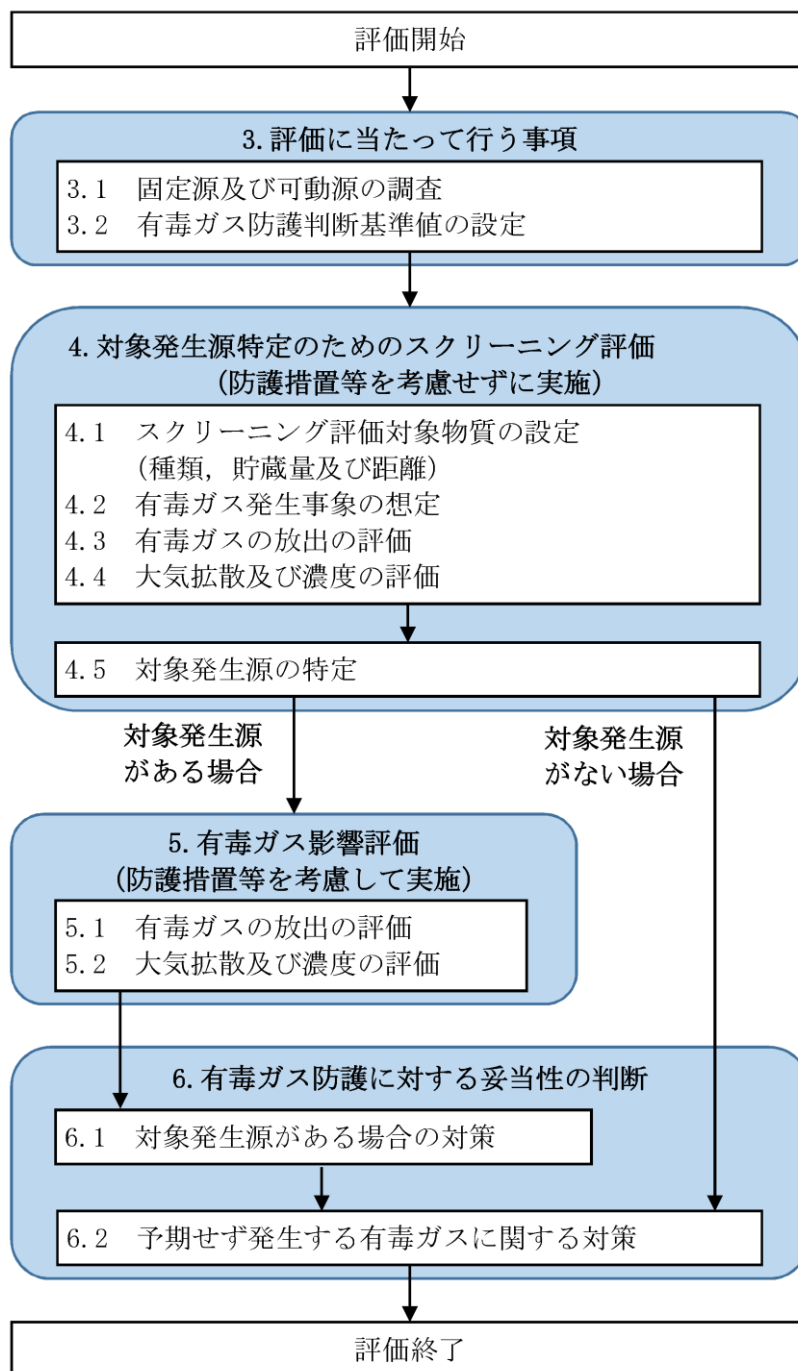 評価開始
3.評価に当たって行う事項
3.1 固定源及び可動源の調査
3.2 有毒ガス防護判断基準値の設定
4.対象発生源特定のためのスクリーニング評価
(防護措置等を考慮せずに実施)
4.1 スクリーニング評価対象物質の設定
(種類，貯蔵量及び距離)
4.2 有毒ガス発生事象の想定
4.3 有毒ガスの放出の評価
4.4 大気拡散及び濃度の評価
4.5 対象発生源の特定
対象発生源
がある場合
対象発生源
がない場合
5.有毒ガス影響評価
(防護措置等を考慮して実施)
5.1 有毒ガスの放出の評価
5.2 大気拡散及び濃度の評価
6.有毒ガス防護に対する妥当性の判断
6.1 対象発生源がある場合の対策
6.2 予期せず発生する有毒ガスに関する対策
評価終了